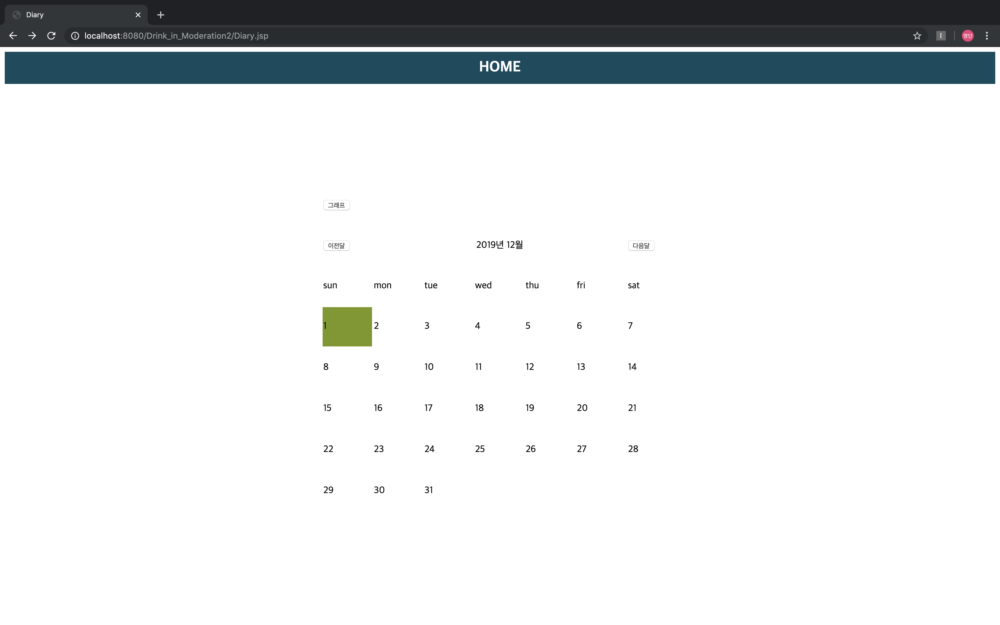 Diary
localhost:8080/Drink_in_Moderation2/Diary.jsp
영단
HOME
그래프
이전달 2019년 12월 다음달
sun mon tue wed thu fri sat
1 2 3 4 5 6 7
8 9 10 11 12 13 14
15 16 17 18 19 20 21
22 23 24 25 26 27 28
29 30 31